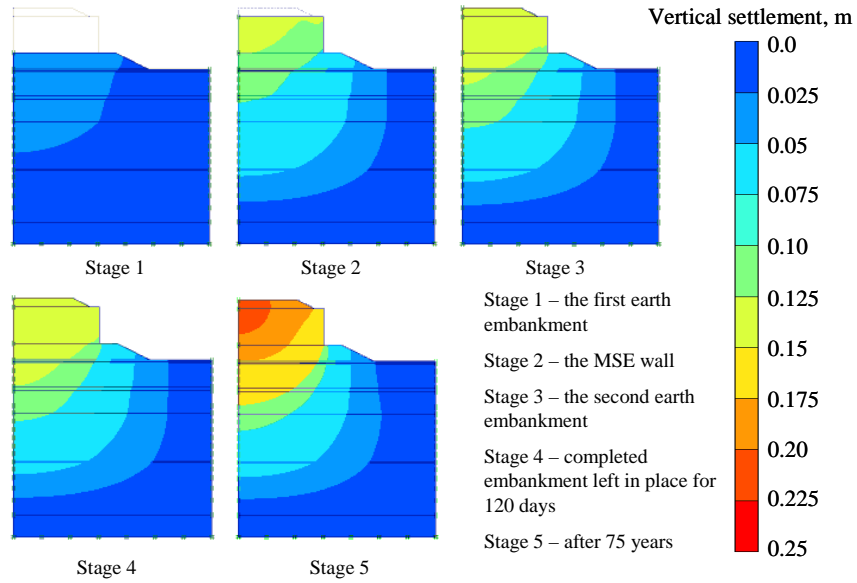 Vertical settlement, m
0.0
0.025
0.05
0.075
0.10
0.125
0.15
0.175
0.20
0.225
0.25
Stage 1
Stage 2
Stage 3
Stage 4
Stage 5
Stage 1 – the first earth
embankment
Stage 2 – the MSE wall
Stage 3 – the second earth
embankment
Stage 4 – completed
embankment left in place for
120 days
Stage 5 – after 75 years